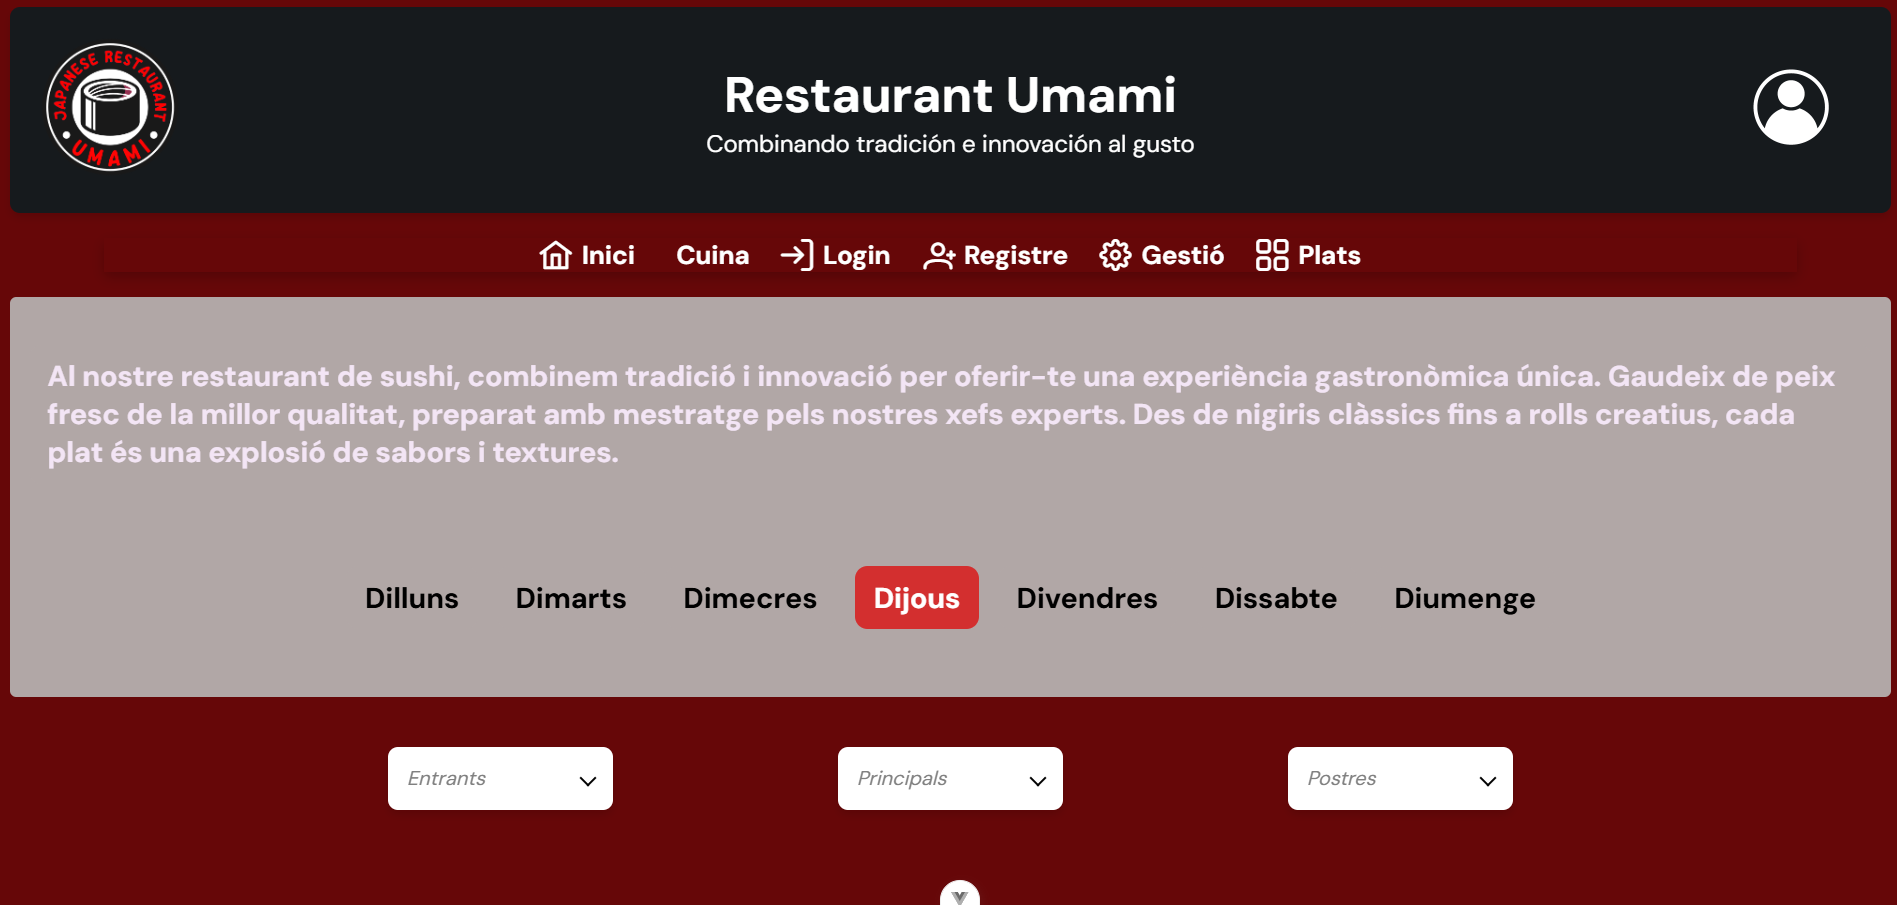 JAPANESE RESTAURANT
UMAMI
Restaurant Umami
Combinando tradición e innovación al gusto
Inici Cuina Login Registre Gestió Plats
Al nostre restaurant de sushi, combinem tradició i innovació per oferir-te una experiència gastronòmica única. Gaudeix de peix
fresc de la millor qualitat, preparat amb mestratge pels nostres xefs experts. Des de nigiris clàssics fins a rolls creatius, cada
plat és una explosió de sabors i textures.
Dilluns Dimarts Dimecres Dijous Divendres Dissabte Diumenge
Entrants Principals Postres